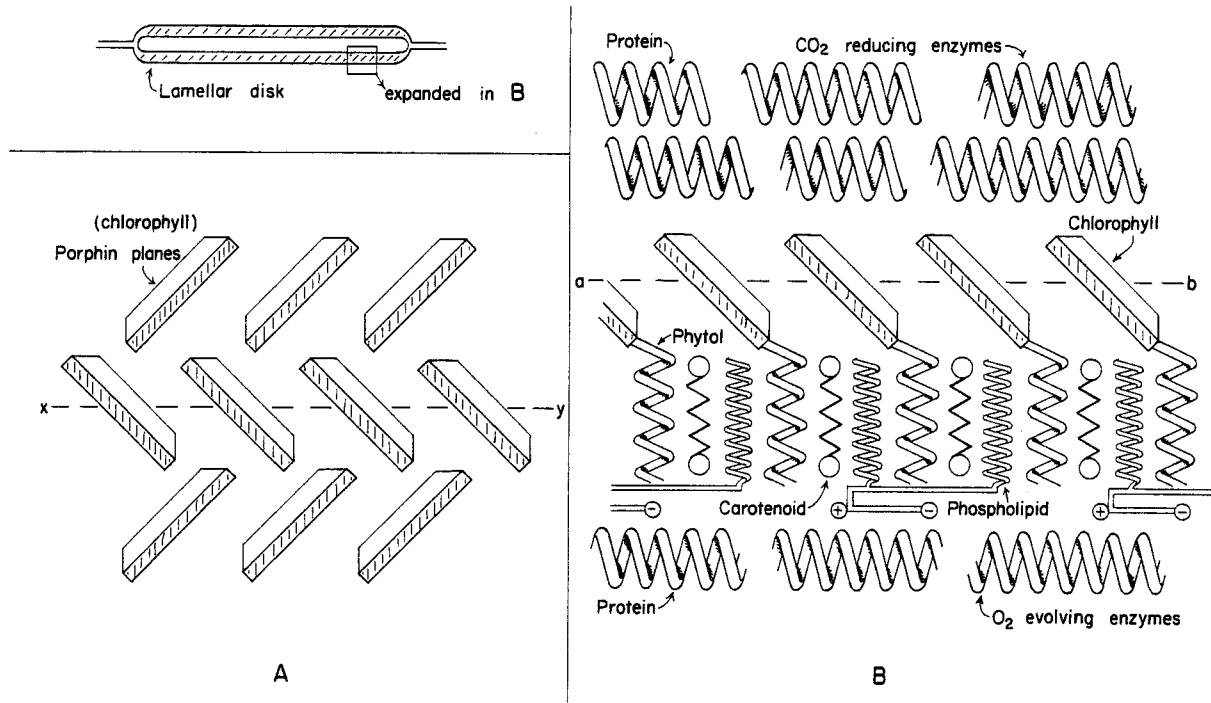 Lamellar disk
expanded in B
(chlorophyll)
Porphin planes
x
y
A
Protein
CO2 reducing enzymes
Chlorophyll
a
b
Phytol
Carotenoid
+
−
Phospholipid
+
−
−
Protein
O2 evolving enzymes
B